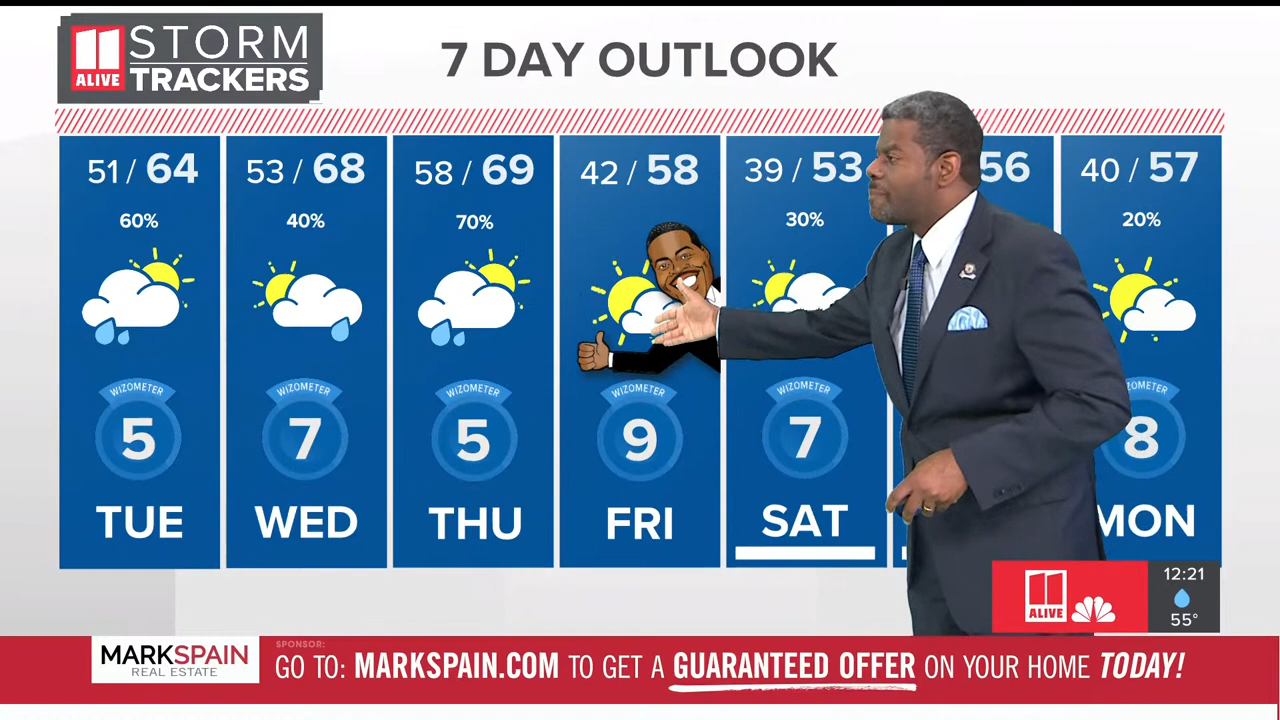 11 ALIVE
STORM
TRACKERS
7 DAY OUTLOOK
51 / 64
60%
WIZOMETER
5
TUE
53 / 68
40%
WIZOMETER
7
WED
58 / 69
70%
WIZOMETER
5
THU
42 / 58
WIZOMETER
9
FRI
39 / 53
30%
WIZOMETER
7
SAT
56
40 / 57
20%
8
MON
11 ALIVE
12:21
55°
MARKSPAIN
REAL ESTATE
SPONSOR:
GO TO: MARKSPAIN.COM TO GET A GUARANTEED OFFER ON YOUR HOME TODAY!